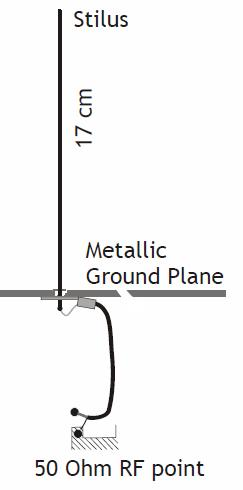 Stilus
17 cm
Metallic
Ground Plane
50 Ohm RF point